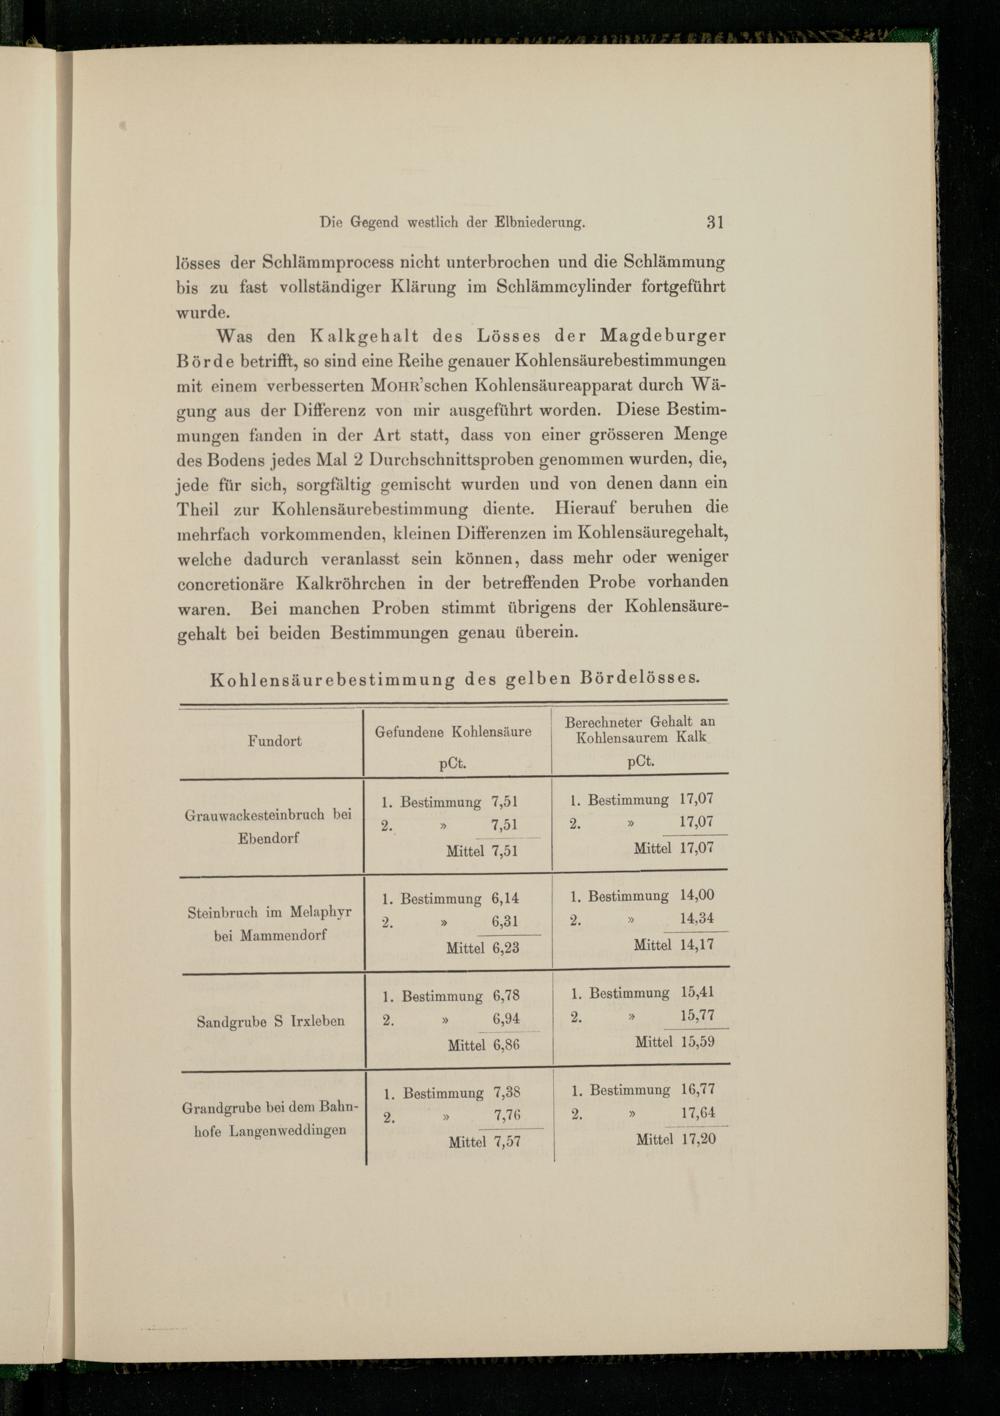 Die Gegend westlich der Elbniederung. 31
lösses der Schlämmprocess nicht unterbrochen und die Schlämmung
bis zu fast vollständiger Klärung im Schlämmcylinder fortgeführt
wurde.
Was den Kalkgehalt des Lösses der Magdeburger
Börde betrifft, so sind eine Reihe genauer Kohlensäurebestimmungen
mit einem verbesserten MOHR'schen Kohlensäureapparat durch Wä-
gung aus der Differenz von mir ausgeführt worden. Diese Bestim-
mungen fanden in der Art statt, dass von einer grösseren Menge
des Bodens jedes Mal 2 Durchschnittsproben genommen wurden, die,
jede für sich, sorgfältig gemischt wurden und von denen dann ein
Theil zur Kohlensäurebestimmung diente. Hierauf beruhen die
mehrfach vorkommenden, kleinen Differenzen im Kohlensäuregehalt,
welche dadurch veranlasst sein können, dass mehr oder weniger
concretionäre Kalkröhrchen in der betreffenden Probe vorhanden
waren. Bei manchen Proben stimmt übrigens der Kohlensäure-
gehalt bei beiden Bestimmungen genau überein.
Kohlensäurebestimmung des gelben Bördelösses.
Fundort
Gefundene Kohlensäure
pCt.
Berechneter Gehalt an
Kohlensaurem Kalk
pCt.
Grauwackesteinbruch bei
Ebendorf
1. Bestimmung 7,51
2. » 7,51
Mittel 7,51
1. Bestimmung 17,07
2. » 17,07
Mittel 17,07
Steinbruch im Melaphyr
bei Mammendorf
1. Bestimmung 6,14
2. » 6,31
Mittel 6,23
1. Bestimmung 14,00
2. » 14,34
Mittel 14,17
Sandgrube S Irxleben
1. Bestimmung 6,78
2. » 6,94
Mittel 6,86
1. Bestimmung 15,41
2. » 15,77
Mittel 15,59
Grandgrube bei dem Bahn-
hofe Langenweddingen
1. Bestimmung 7,38
2. » 7,76
Mittel 7,57
1. Bestimmung 16,77
2. » 17,64
Mittel 17,20